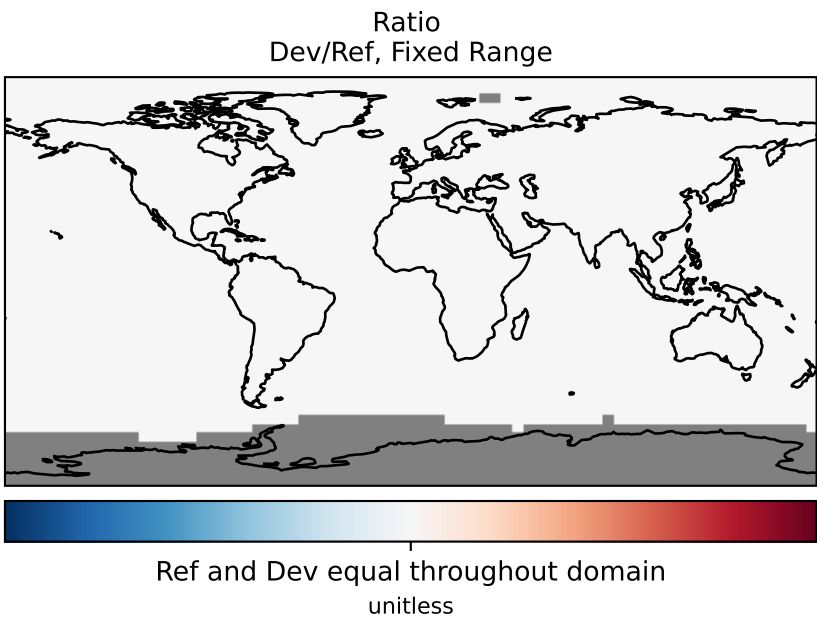 Ratio
Dev/Ref, Fixed Range
Ref and Dev equal throughout domain
unitless